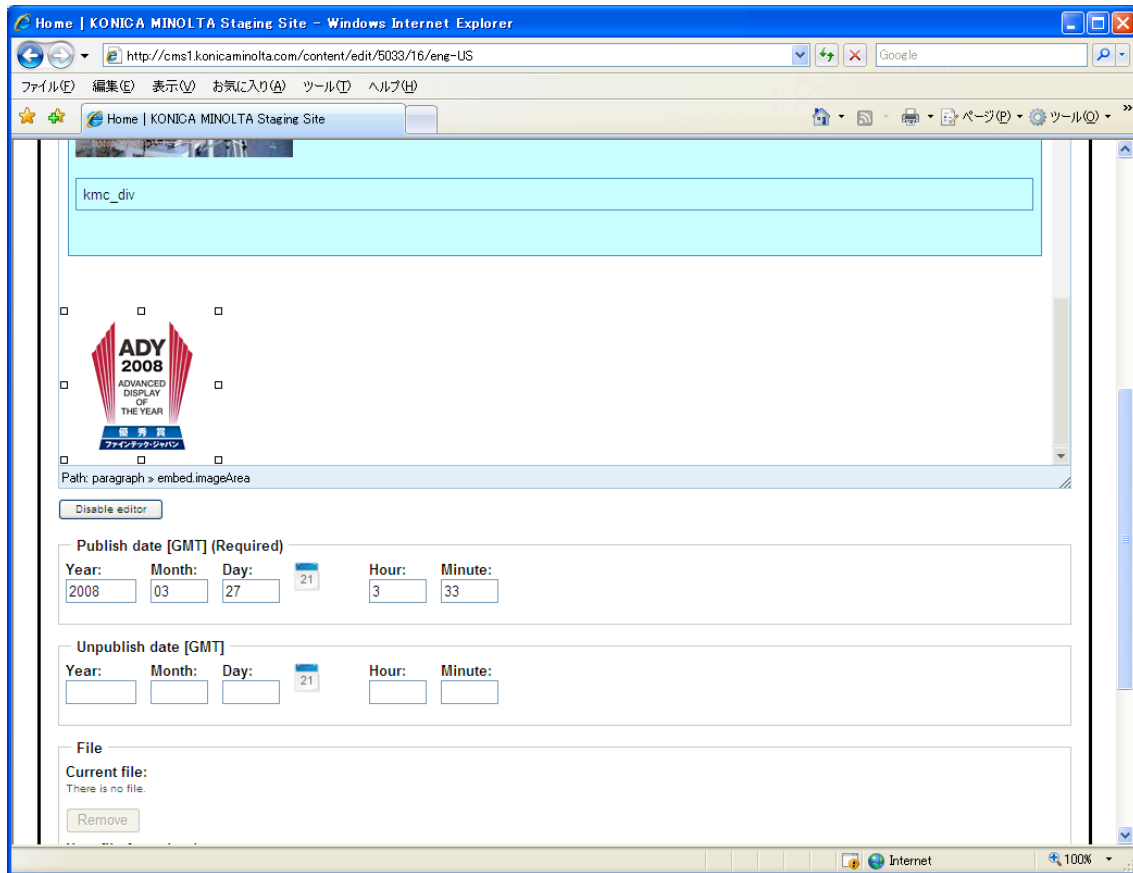 Home | KONICA MINOLTA Staging Site - Windows Internet Explorer
http://cms1.konicaminolta.com/content/edit/5033/16/eng-US
Google
ファイル(F) 編集(E) 表示(V) お気に入り(A) ツール(T) ヘルプ(H)
Home | KONICA MINOLTA Staging Site
ページ(P) ツール(O)
kmc_div
ADY
2008
ADVANCED
DISPLAY
OF
THE YEAR
優秀賞
ファインテック・ジャパン
Path: paragraph » embed.imageArea
Disable editor
Publish date [GMT] (Required)
Year: Month: Day: Hour: Minute:
2008 03 27 21 3 33
Unpublish date [GMT]
Year: Month: Day: Hour: Minute:
21
File
Current file:
There is no file.
Remove
Internet 100%